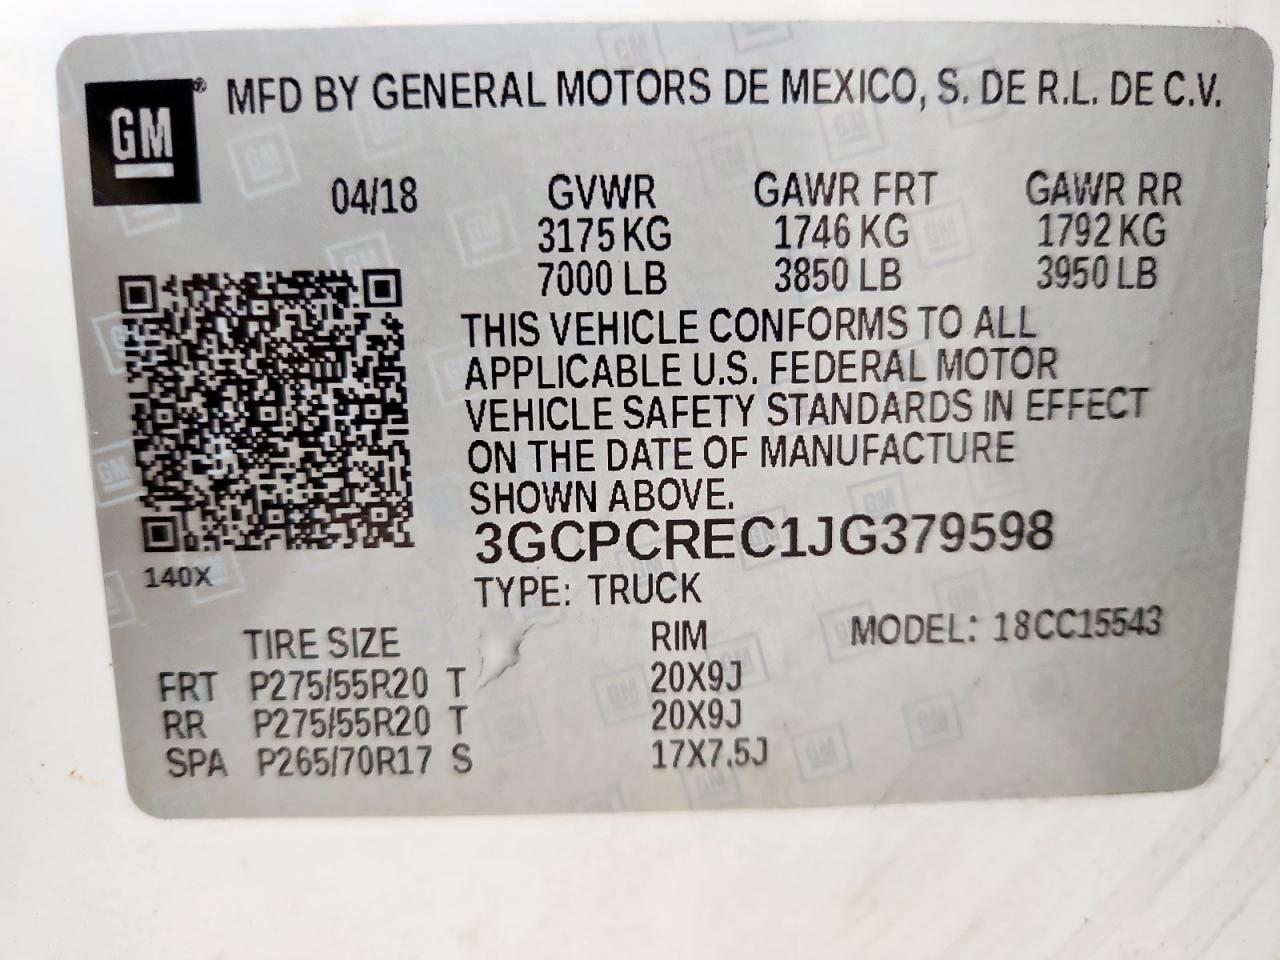 GM ® MFD BY GENERAL MOTORS DE MEXICO, S. DE R.L. DE C.V.
04/18 GVWR GAWR FRT GAWR RR
3175 KG 1746 KG 1792 KG
7000 LB 3850 LB 3950 LB
THIS VEHICLE CONFORMS TO ALL
APPLICABLE U.S. FEDERAL MOTOR
VEHICLE SAFETY STANDARDS IN EFFECT
ON THE DATE OF MANUFACTURE
SHOWN ABOVE.
3GCPCREC1JG379598
140X
TYPE: TRUCK
TIRE SIZE RIM MODEL: 18CC15543
FRT P275/55R20 T 20X9J
RR P275/55R20 T 20X9J
SPA P265/70R17 S 17X7.5J